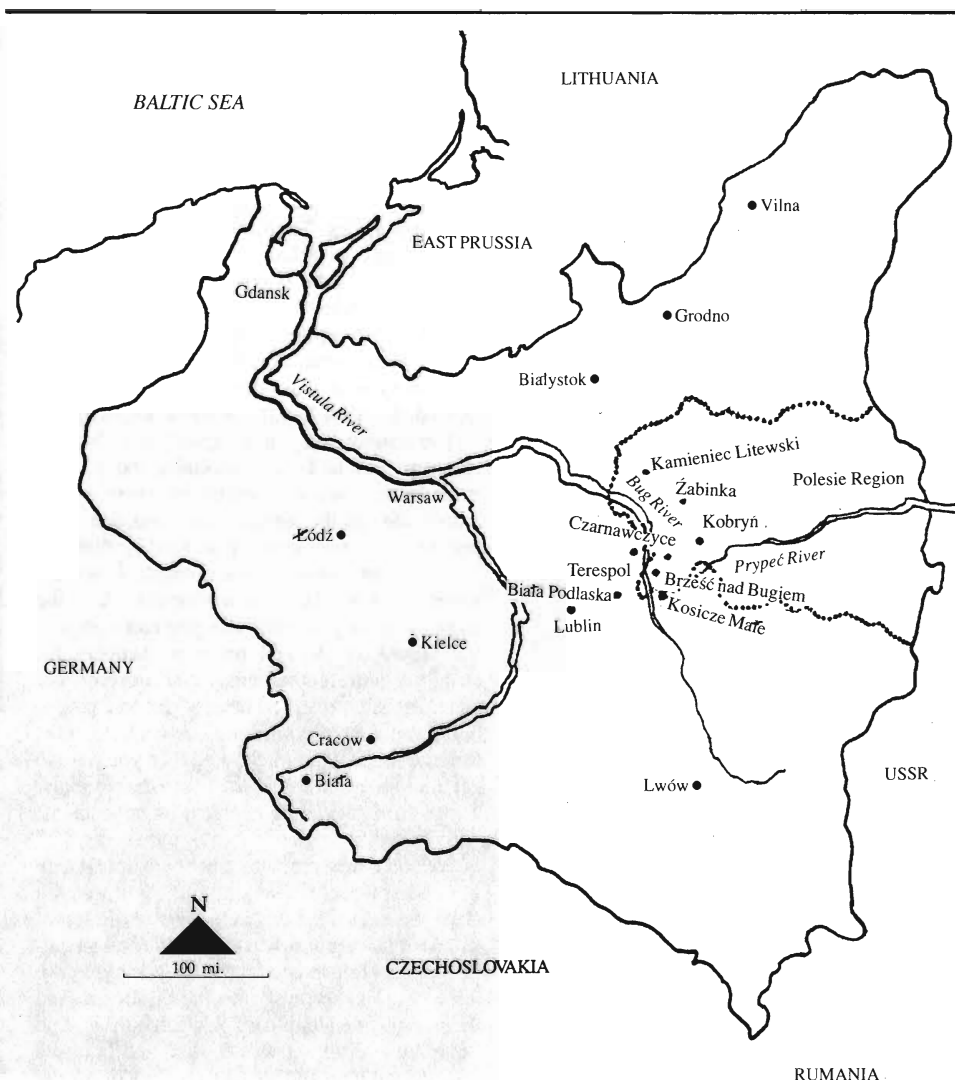 LITHUANIA
BALTIC SEA
Vilna
EAST PRUSSIA
Gdansk
Grodno
Białystok
Vistula River
Kamieniec Litewski
Polesie Region
Żabinka
Bug River
Warsaw
Kobryń
Czarnawczyce
Łódź
Prypeć River
Terespol
Brześć nad Bugiem
Biała Podlaska
Kosicze Małe
Lublin
Kielce
GERMANY
Cracow
USSR
Biała
Lwów
N
100 mi.
CZECHOSLOVAKIA
RUMANIA